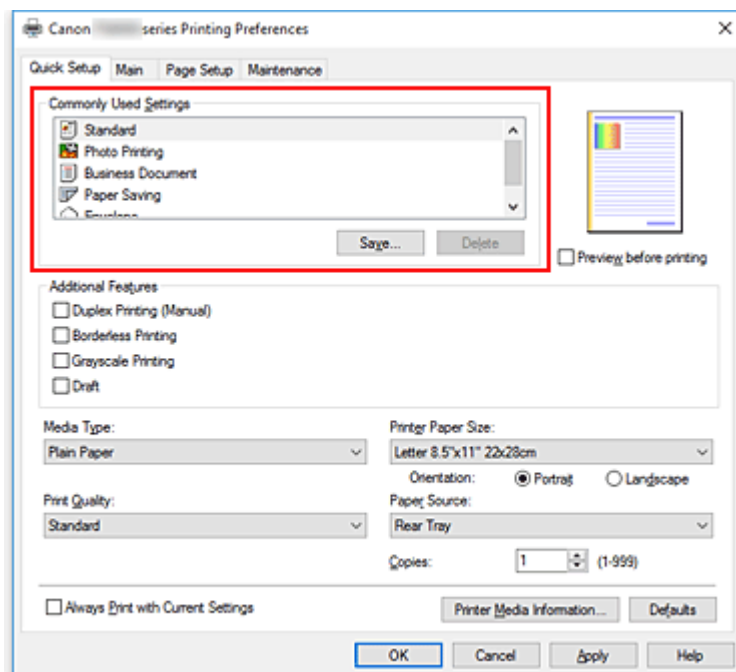 Canon series Printing Preferences
Quick Setup Main Page Setup Maintenance
Commonly Used Settings
Standard
Photo Printing
Business Document
Paper Saving
Envelope
Save... Delete
Preview before printing
Additional Features
Duplex Printing (Manual)
Borderless Printing
Grayscale Printing
Draft
Media Type: Printer Paper Size:
Plain Paper Letter 8.5"x11" 22x28cm
Orientation: Portrait Landscape
Print Quality: Paper Source:
Standard Rear Tray
Copies: 1 (1-999)
Always Print with Current Settings Printer Media Information... Defaults
OK Cancel Apply Help